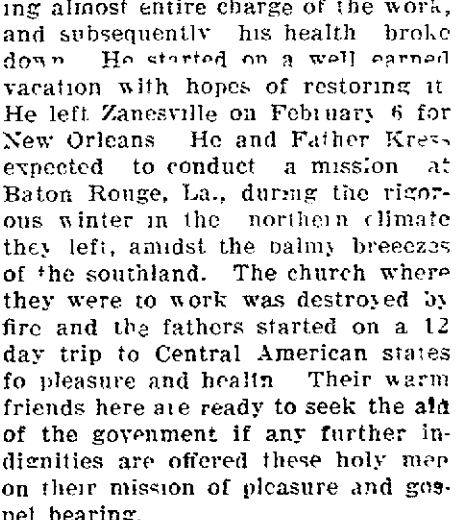 ing almost entire charge of the work,
and subsequently his health broke
down He started on a well earned
vacation with hopes of restoring it
He left Zanesville on February 6 for
New Orleans He and Father Kress
expected to conduct a mission at
Baton Rouge, La., during the rigor-
ous winter in the northern climate
they left, amidst the balmy breezes
of the southland. The church where
they were to work was destroyed by
fire and the fathers started on a 12
day trip to Central American states
fo pleasure and health Their warm
friends here are ready to seek the aid
of the govenment if any further in-
dignities are offered these holy men
on their mission of pleasure and gos-
pel bearing.